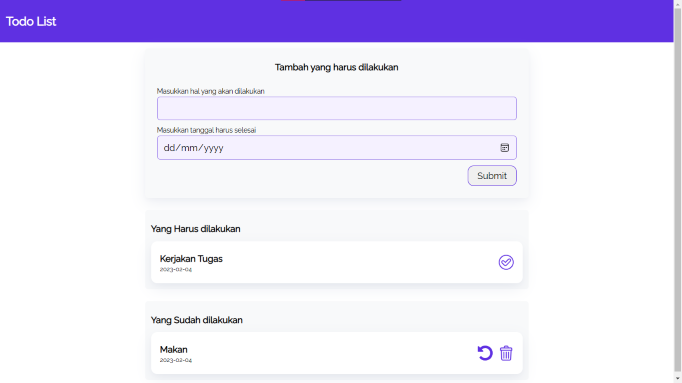 Todo List
Tambah yang harus dilakukan
Masukkan hal yang akan dilakukan
Masukkan tanggal harus selesai
dd/mm/yyyy
Submit
Yang Harus dilakukan
Kerjakan Tugas
2023-02-04
Yang Sudah dilakukan
Makan
2023-02-04